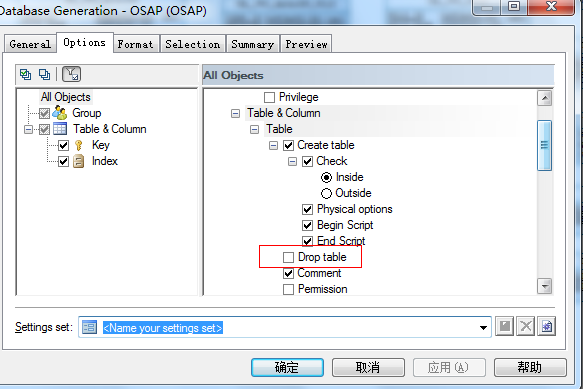 Database Generation - OSAP (OSAP)
General Options Format Selection Summary Preview
All Objects
Group
Table & Column
Key
Index
All Objects
Privilege
Table & Column
Table
Create table
Check
Inside
Outside
Physical options
Begin Script
End Script
Drop table
Comment
Permission
Settings set: <Name your settings set>
确定 取消 应用(A) 帮助